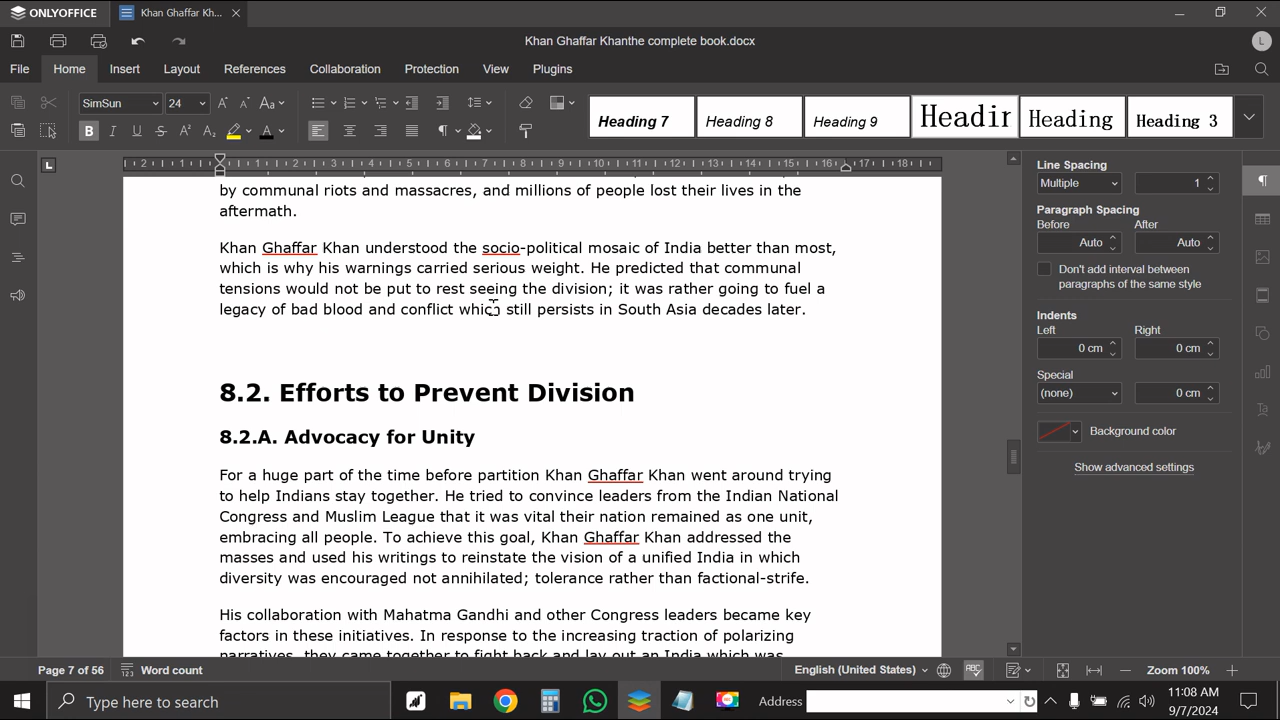 ONLYOFFICE
Khan Ghaffar Kh...
Khan Ghaffar Khanthe complete book.docx
L
File Home Insert Layout References Collaboration Protection View Plugins
SimSun 24
Heading 7 Heading 8 Heading 9 Headir Heading Heading 3
by communal riots and massacres, and millions of people lost their lives in the
aftermath.
Khan Ghaffar Khan understood the socio-political mosaic of India better than most,
which is why his warnings carried serious weight. He predicted that communal
tensions would not be put to rest seeing the division; it was rather going to fuel a
legacy of bad blood and conflict which still persists in South Asia decades later.
8.2. Efforts to Prevent Division
8.2.A. Advocacy for Unity
For a huge part of the time before partition Khan Ghaffar Khan went around trying
to help Indians stay together. He tried to convince leaders from the Indian National
Congress and Muslim League that it was vital their nation remained as one unit,
embracing all people. To achieve this goal, Khan Ghaffar Khan addressed the
masses and used his writings to reinstate the vision of a unified India in which
diversity was encouraged not annihilated; tolerance rather than factional-strife.
His collaboration with Mahatma Gandhi and other Congress leaders became key
factors in these initiatives. In response to the increasing traction of polarizing
narratives, they came together to fight back and lay out an India which was
Line Spacing
Multiple 1
Paragraph Spacing
Before After
Auto Auto
Don't add interval between
paragraphs of the same style
Indents
Left Right
0 cm 0 cm
Special
(none) 0 cm
Background color
Show advanced settings
Page 7 of 56 Word count English (United States) Zoom 100%
Type here to search Address 11:08 AM
9/7/2024